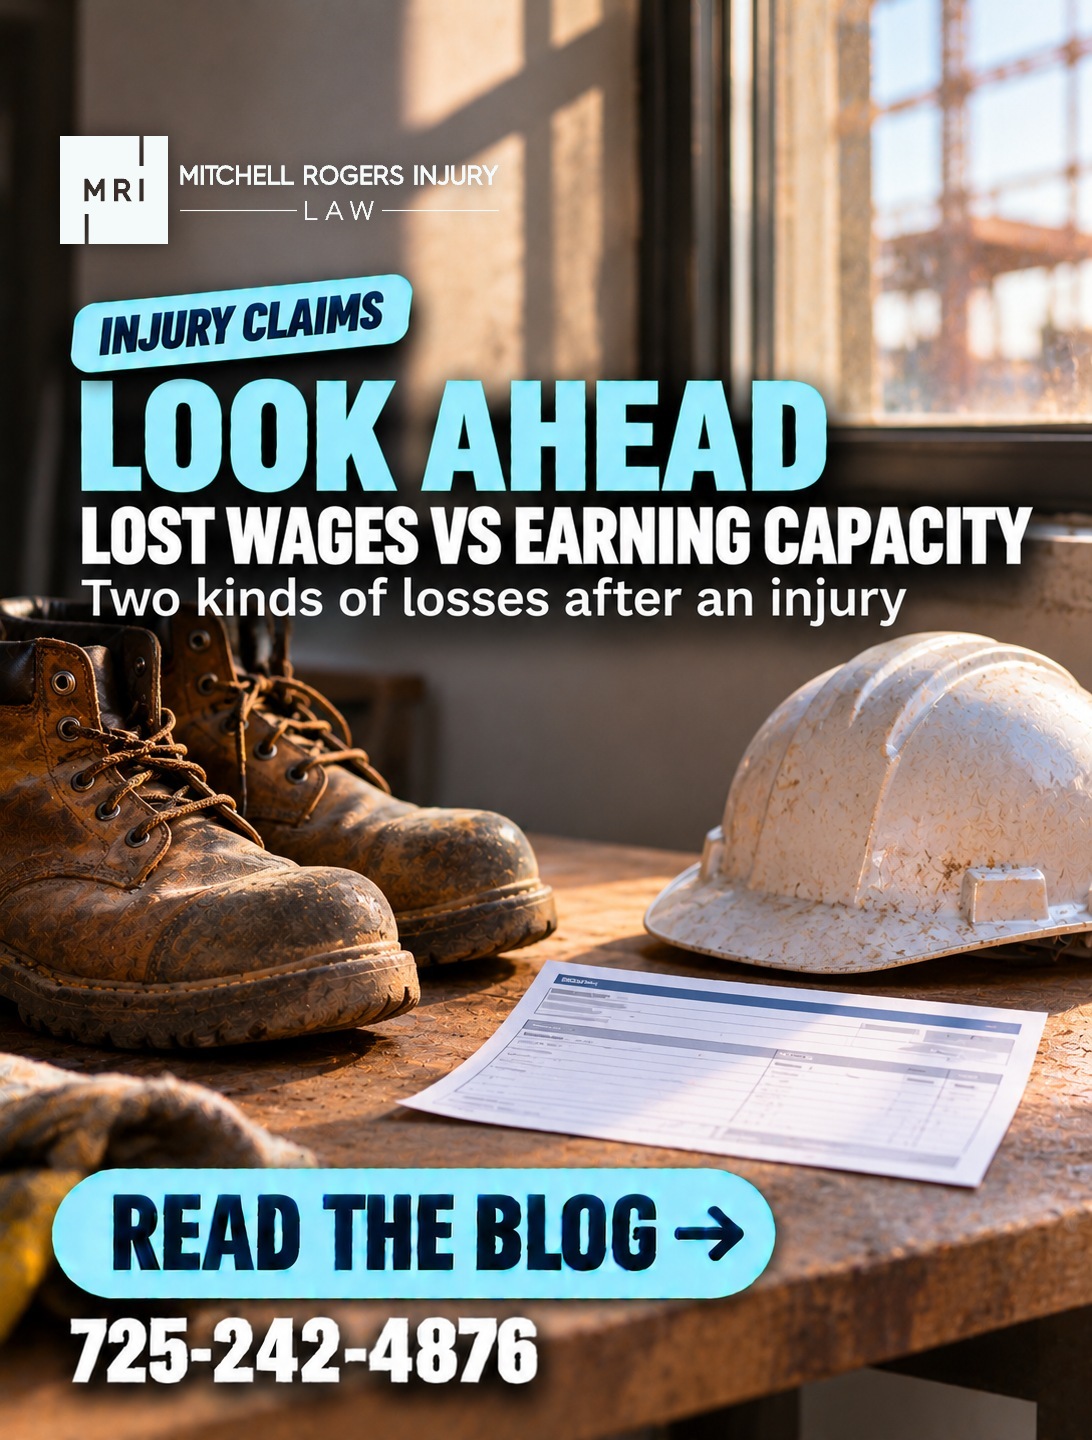 MRI
MITCHELL ROGERS INJURY
LAW
INJURY CLAIMS
LOOK AHEAD
LOST WAGES VS EARNING CAPACITY
Two kinds of losses after an injury
READ THE BLOG →
725-242-4876